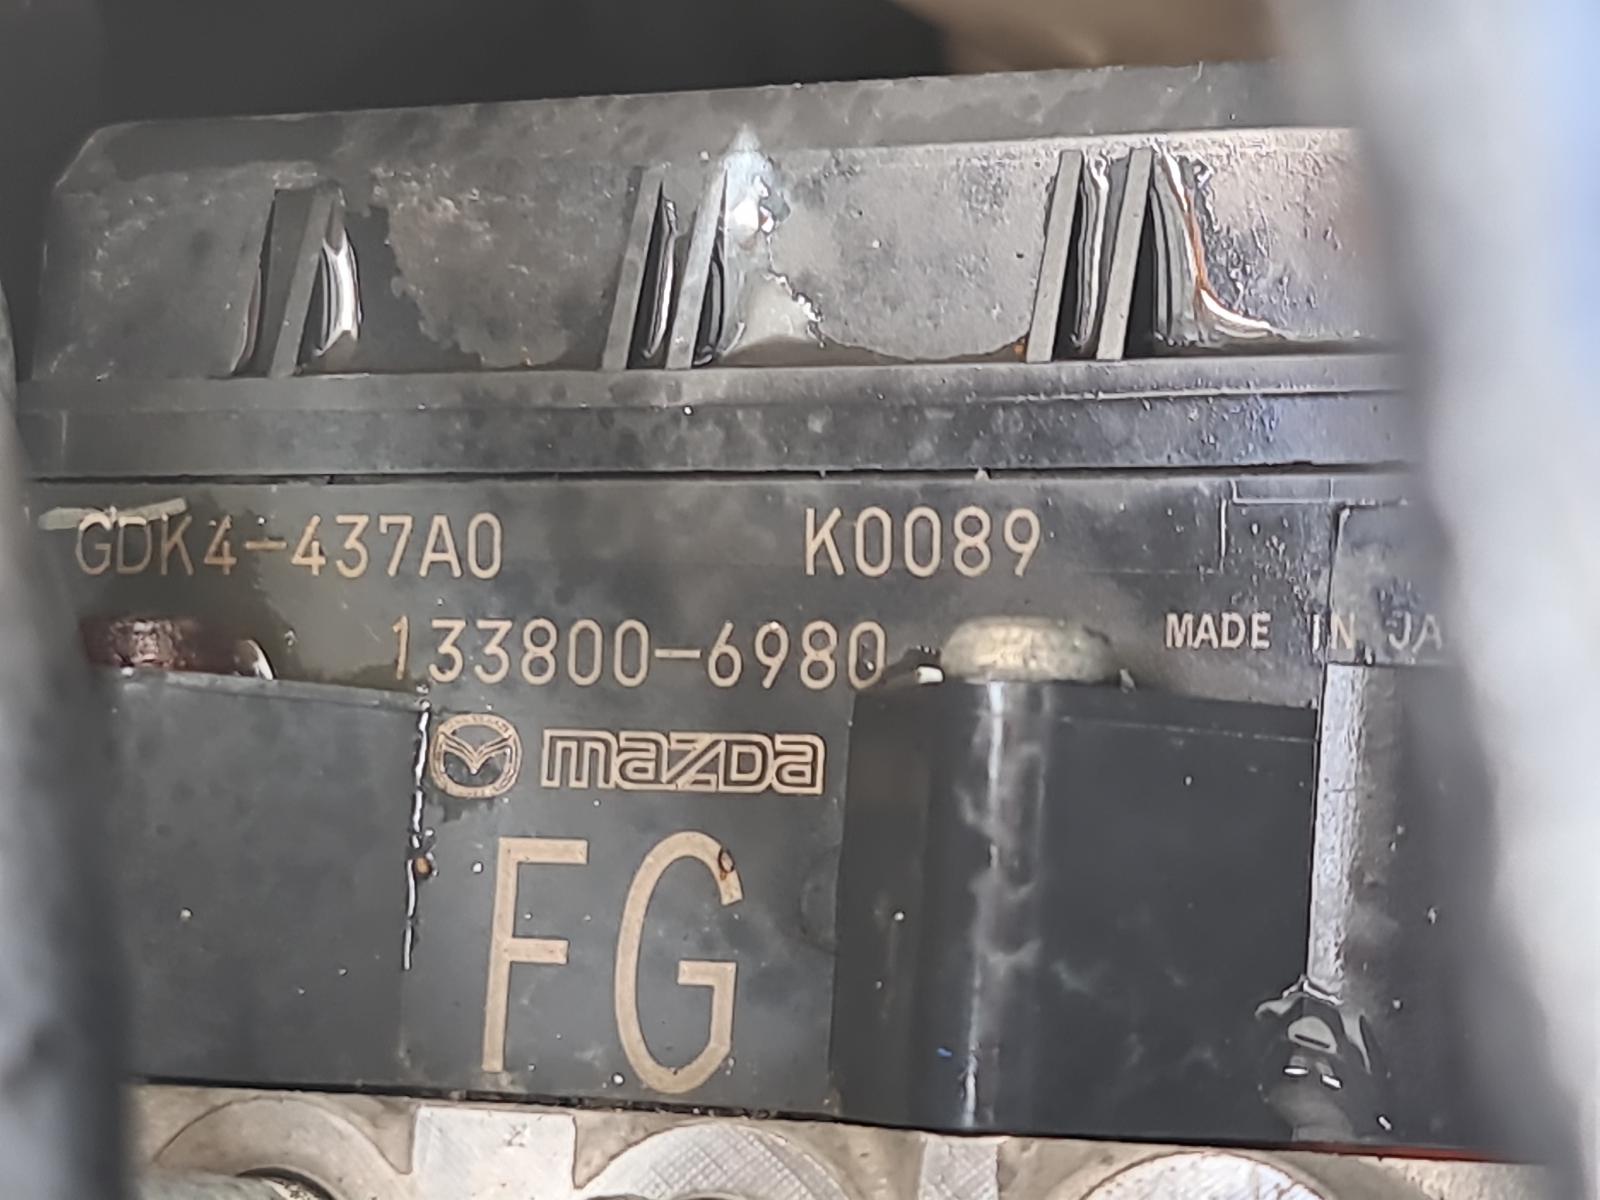 GDK4-437A0 K0089
133800-6980 MADE IN JA
mazda
FG